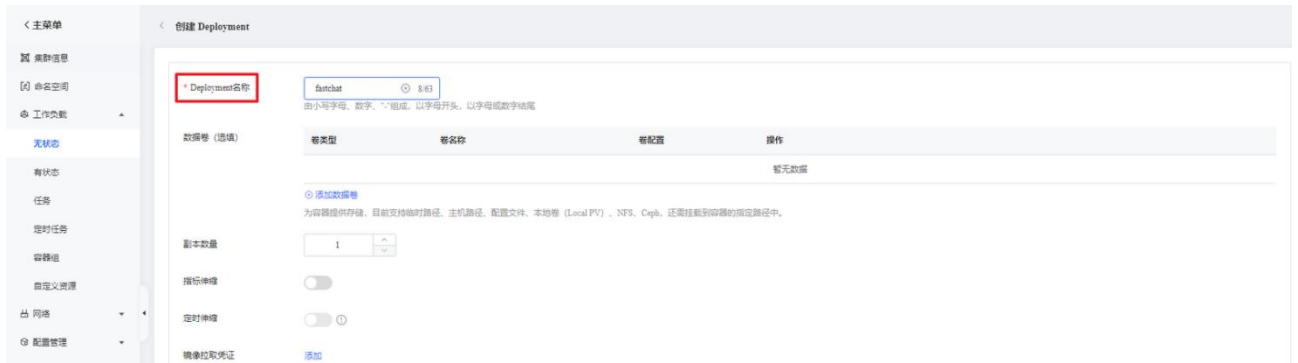 主菜单
创建 Deployment
集群信息
命名空间
工作负载
无状态
有状态
任务
定时任务
容器组
自定义资源
网络
配置管理
* Deployment名称
fastchat
8/63
由小写字母、数字、"-"组成，以字母开头，以字母或数字结尾
数据卷（选填）
卷类型 卷名称 卷配置 操作
暂无数据
添加数据卷
为容器提供存储，目前支持临时路径、主机路径、配置文件、本地卷（Local PV）、NFS、Ceph，还需挂载到容器的指定路径中。
副本数量
1
指标伸缩
定时伸缩
镜像拉取凭证
添加